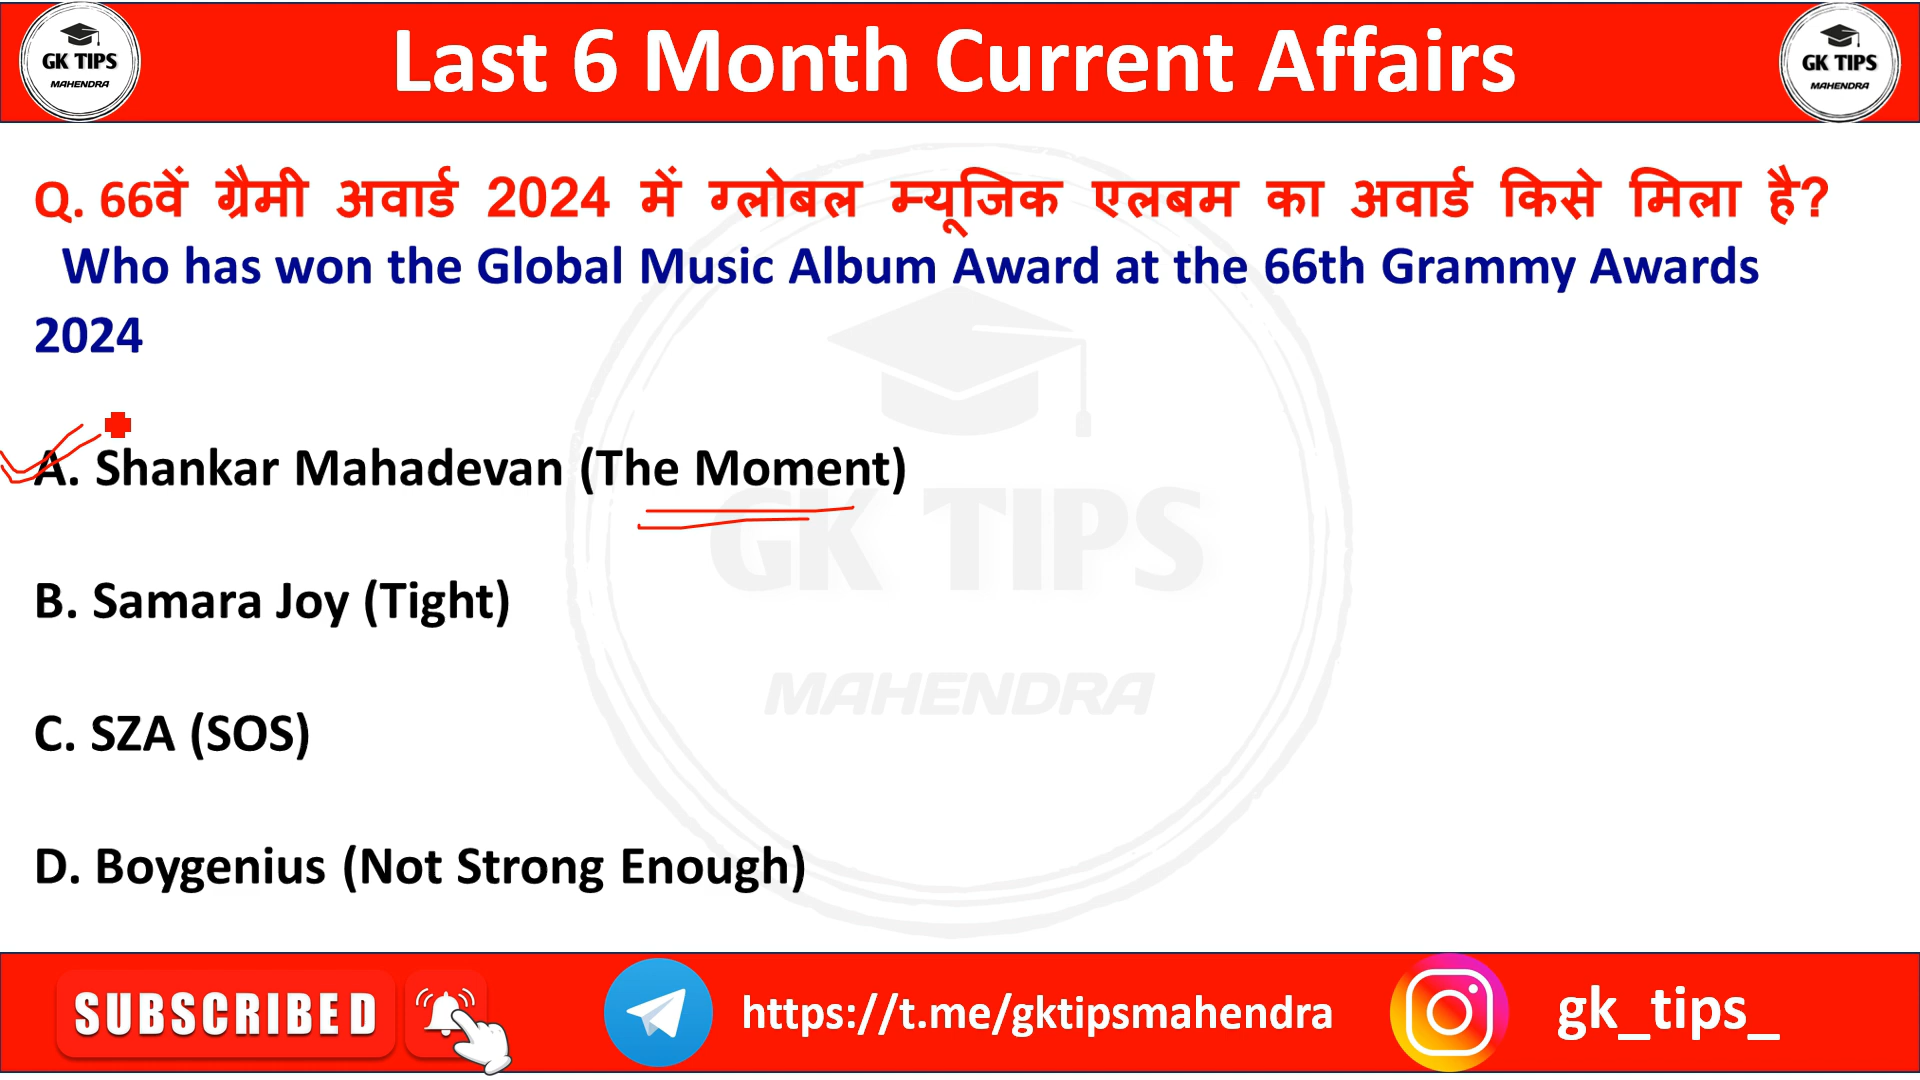 GK TIPS
MAHENDRA
Last 6 Month Current Affairs
GK TIPS
MAHENDRA
Q. 66वें ग्रैमी अवार्ड 2024 में ग्लोबल म्यूजिक एलबम का अवार्ड किसे मिला है?
Who has won the Global Music Album Award at the 66th Grammy Awards
2024
A. Shankar Mahadevan (The Moment)
GK TIPS
B. Samara Joy (Tight)
MAHENDRA
C. SZA (SOS)
D. Boygenius (Not Strong Enough)
SUBSCRIBED
https://t.me/gktipsmahendra
gk_tips_